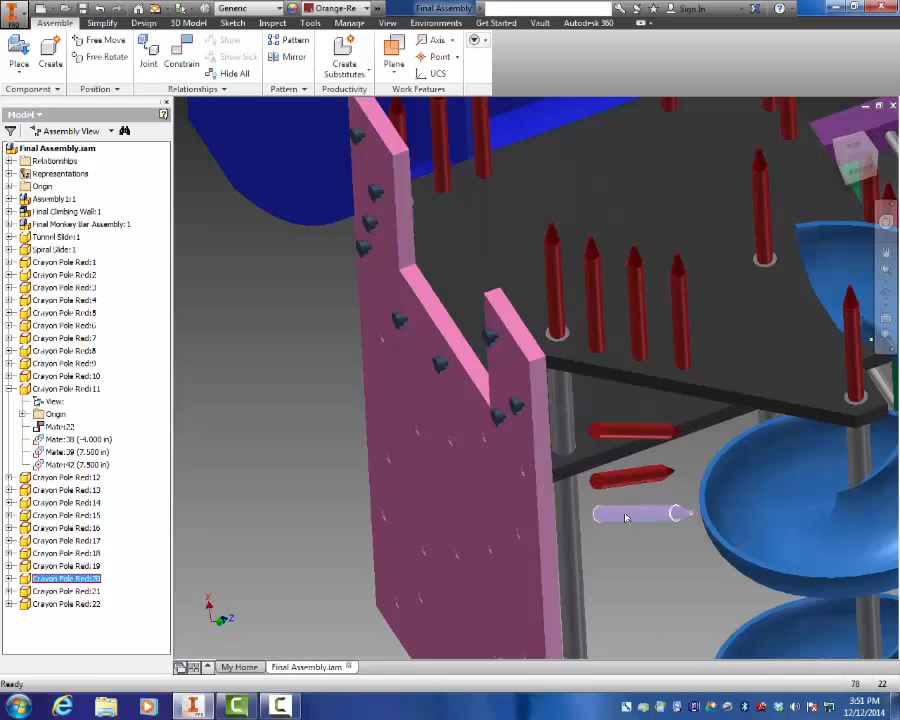 PRO
Generic
Orange-Re
Final Assembly
Sign In
Assembly
Simplify
Design
3D Model
Sketch
Inspect
Tools
Manage
View
Environments
Get Started
Vault
Autodesk 360
Place
Create
Free Move
Free Rotate
Joint
Constrain
Show
Show Sick
Hide All
Pattern
Mirror
Create
Substitutes
Plane
Axis
Point
UCS
Component
Position
Relationships
Pattern
Productivity
Work Features
Model
Assembly View
Final Assembly.iam
Relationships
Representations
Origin
Assembly1:1
Final Climbing Wall:1
Final Monkey Bar Assembly:1
Tunnel Slide:1
Spiral Slide:1
Crayon Pole Red:1
Crayon Pole Red:2
Crayon Pole Red:3
Crayon Pole Red:4
Crayon Pole Red:5
Crayon Pole Red:6
Crayon Pole Red:7
Crayon Pole Red:8
Crayon Pole Red:9
Crayon Pole Red:10
Crayon Pole Red:11
View:
Origin
Mate:22
Mate:38 (-4.000 in)
Mate:39 (7.500 in)
Mate:42 (7.500 in)
Crayon Pole Red:12
Crayon Pole Red:13
Crayon Pole Red:14
Crayon Pole Red:15
Crayon Pole Red:16
Crayon Pole Red:17
Crayon Pole Red:18
Crayon Pole Red:19
Crayon Pole Red:20
Crayon Pole Red:21
Crayon Pole Red:22
TOP
FRONT
X
Z
My Home
Final Assembly.iam
Ready
78
22
3:51 PM
12/12/2014